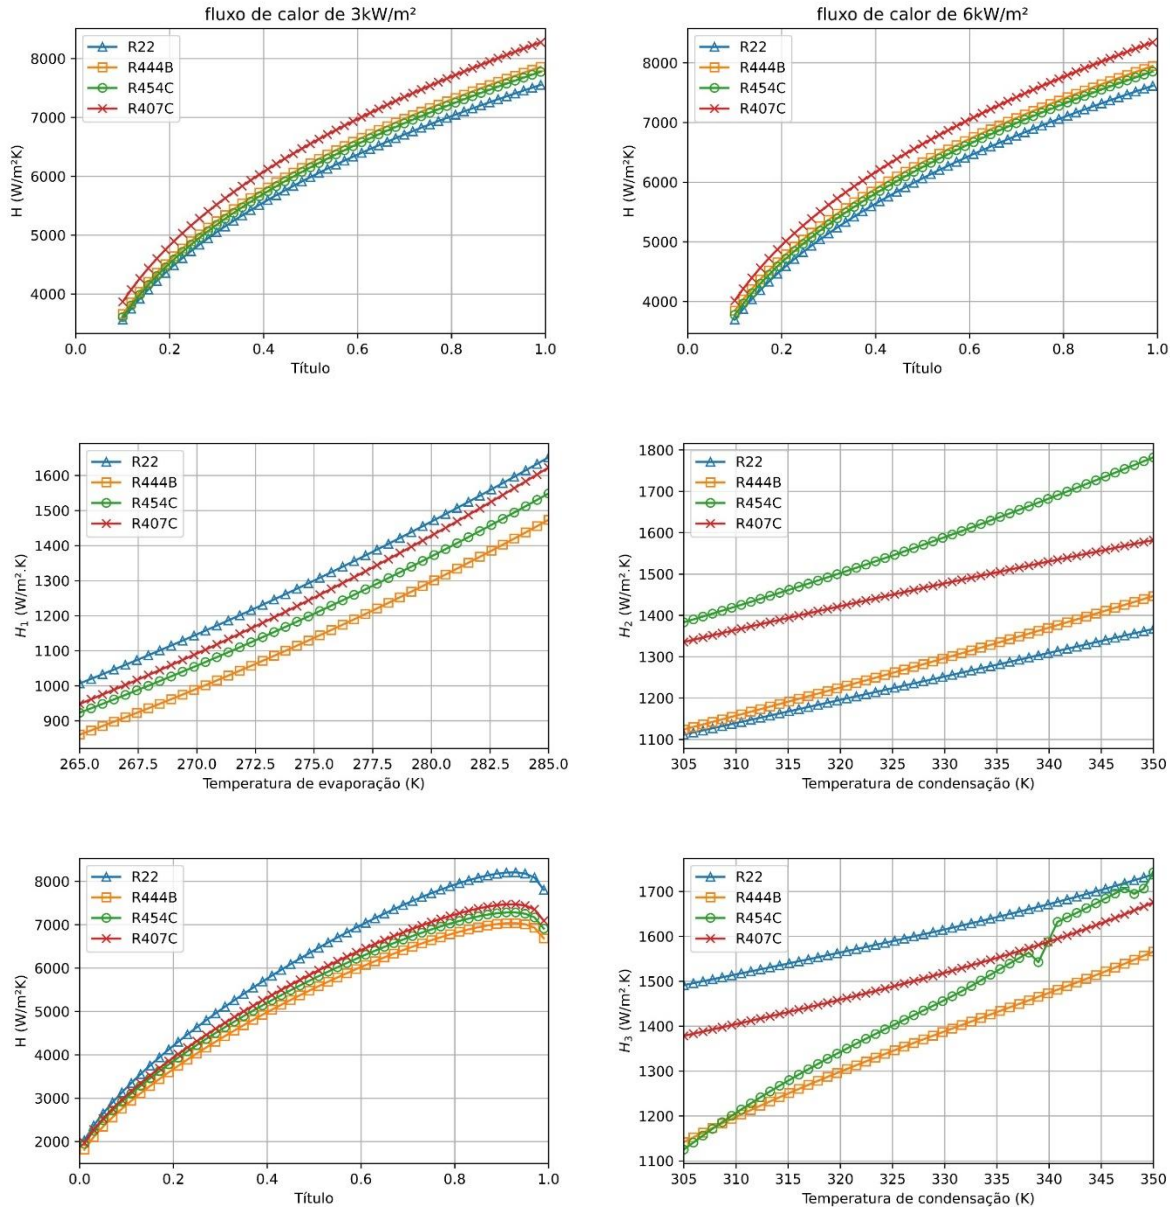 fluxo de calor de 3kW/m²
8000
7000
6000
5000
4000
H (W/m²K)
R22
R444B
R454C
R407C
0.0 0.2 0.4 0.6 0.8 1.0
Título
fluxo de calor de 6kW/m²
8000
7000
6000
5000
4000
H (W/m²K)
R22
R444B
R454C
R407C
0.0 0.2 0.4 0.6 0.8 1.0
Título
1600
1500
1400
1300
1200
1100
1000
900
H₁ (W/m².K)
R22
R444B
R454C
R407C
265.0 267.5 270.0 272.5 275.0 277.5 280.0 282.5 285.0
Temperatura de evaporação (K)
1800
1700
1600
1500
1400
1300
1200
1100
H₂ (W/m².K)
R22
R444B
R454C
R407C
305 310 315 320 325 330 335 340 345 350
Temperatura de condensação (K)
8000
7000
6000
5000
4000
3000
2000
H (W/m²K)
R22
R444B
R454C
R407C
0.0 0.2 0.4 0.6 0.8 1.0
Título
1700
1600
1500
1400
1300
1200
1100
H₃ (W/m².K)
R22
R444B
R454C
R407C
305 310 315 320 325 330 335 340 345 350
Temperatura de condensação (K)